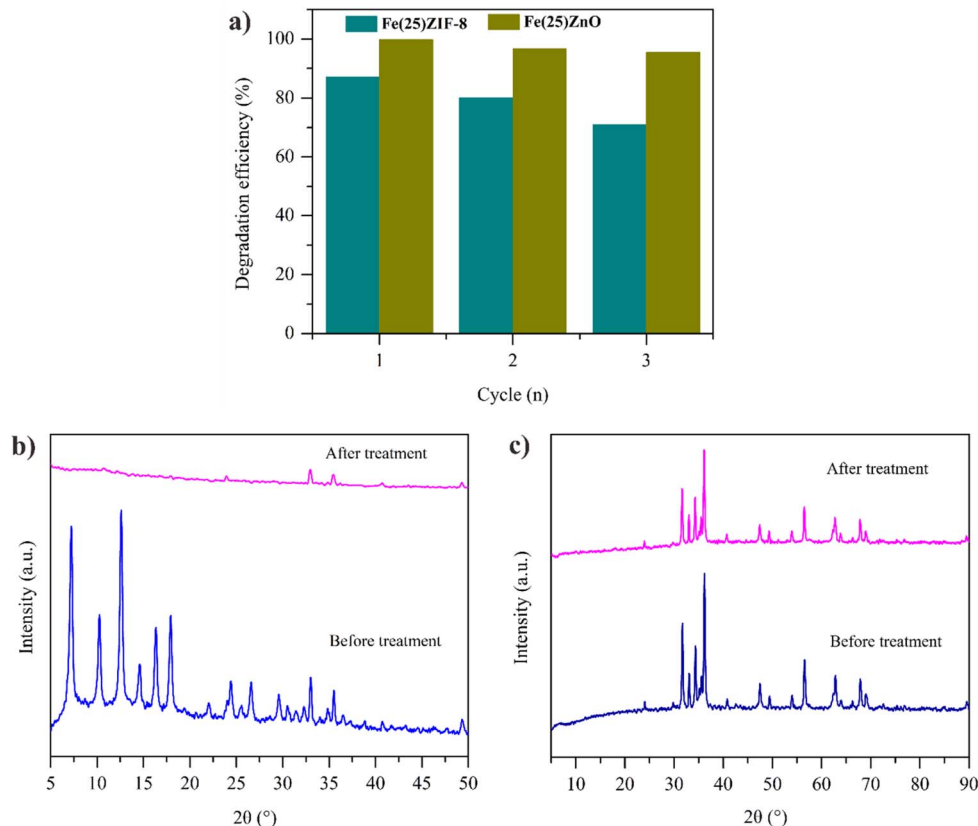 a)
Fe(25)ZIF-8 Fe(25)ZnO
Degradation efficiency (%)
100
80
60
40
20
0
1 2 3
Cycle (n)
b)
After treatment
Before treatment
Intensity (a.u.)
5 10 15 20 25 30 35 40 45 50
2θ (°)
c)
After treatment
Before treatment
Intensity (a.u.)
10 20 30 40 50 60 70 80 90
2θ (°)